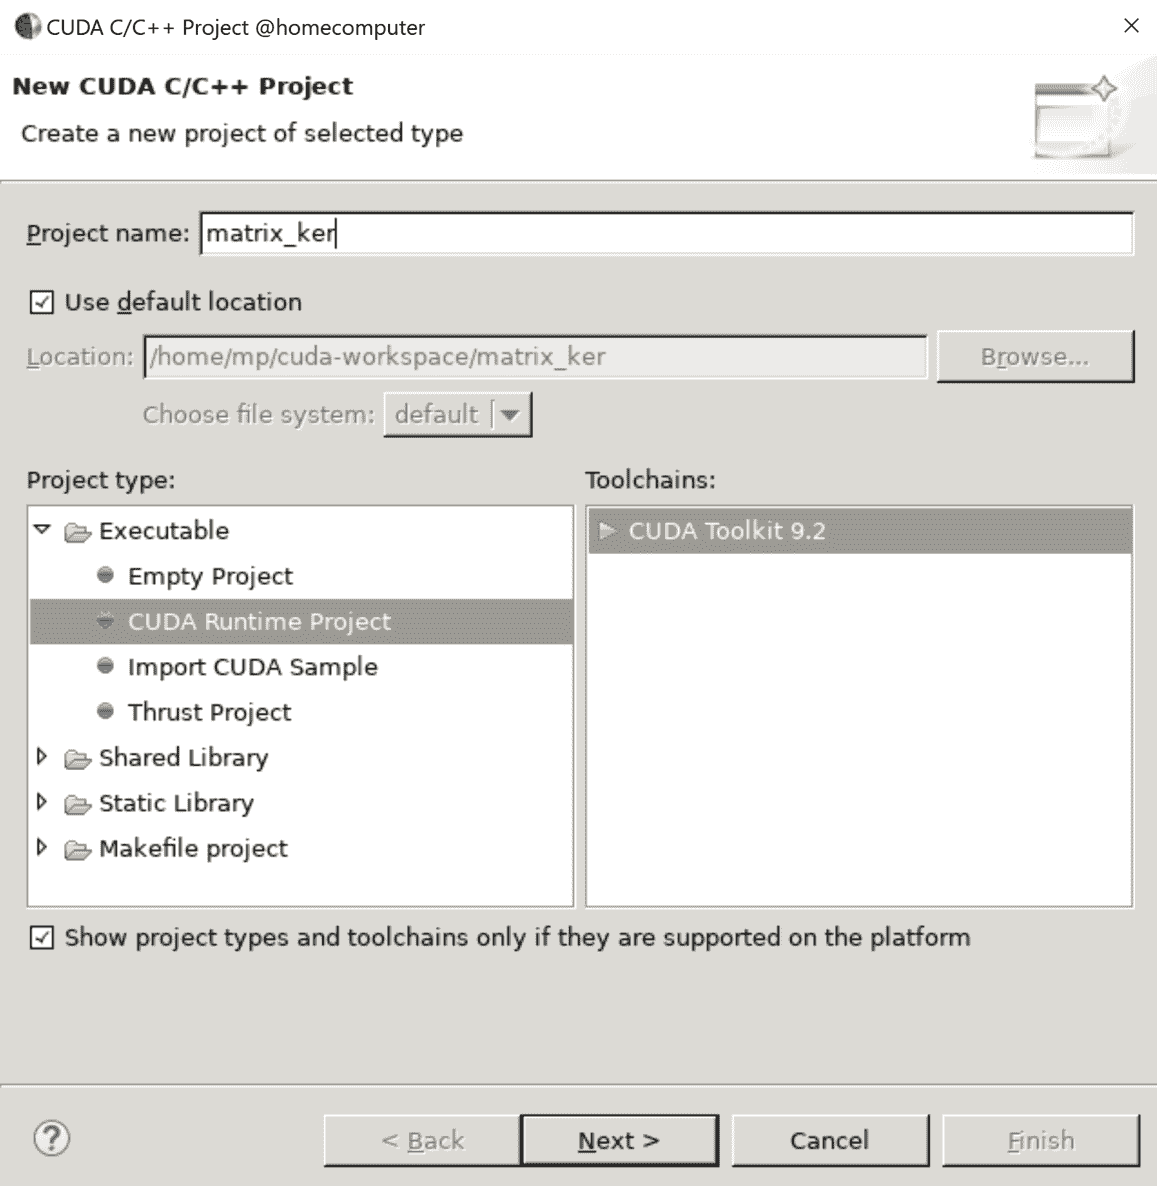 CUDA C/C++ Project @homecomputer
New CUDA C/C++ Project
Create a new project of selected type
Project name: matrix_ker
Use default location
Location: /home/mp/cuda-workspace/matrix_ker Browse...
Choose file system: default
Project type:
Executable
Empty Project
CUDA Runtime Project
Import CUDA Sample
Thrust Project
Shared Library
Static Library
Makefile project
Toolchains:
CUDA Toolkit 9.2
Show project types and toolchains only if they are supported on the platform
? < Back Next > Cancel Finish